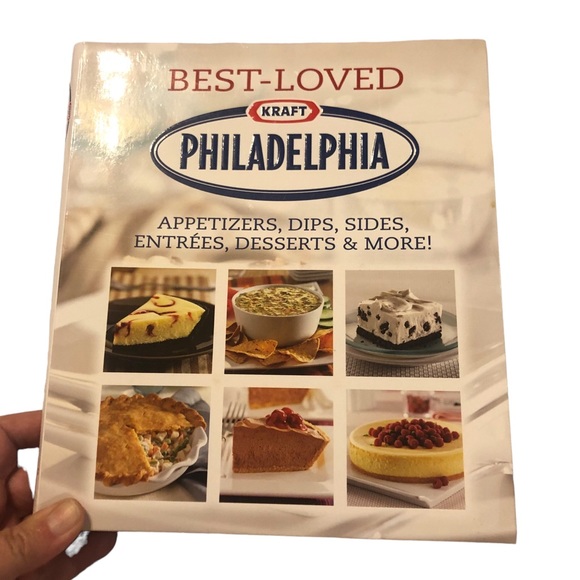 BEST-LOVED
KRAFT
PHILADELPHIA
APPETIZERS, DIPS, SIDES,
ENTRÉES, DESSERTS & MORE!